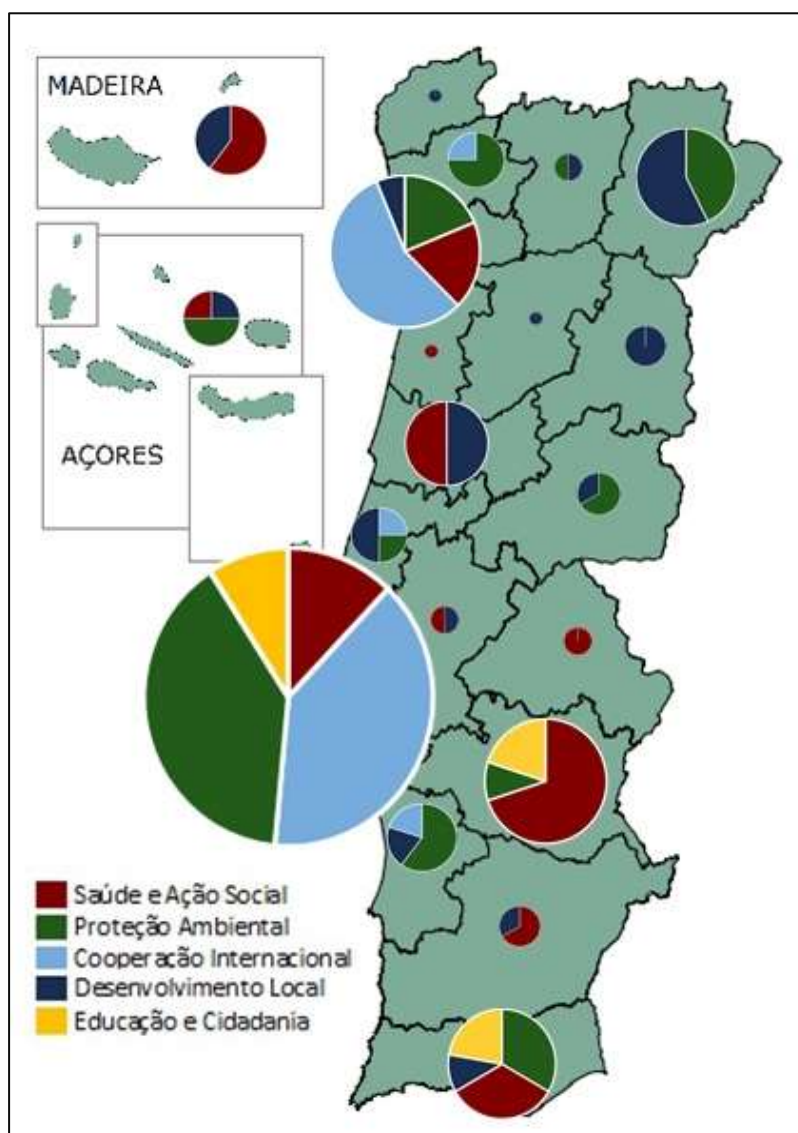 MADEIRA
AÇORES
Saúde e Ação Social
Proteção Ambiental
Cooperação Internacional
Desenvolvimento Local
Educação e Cidadania